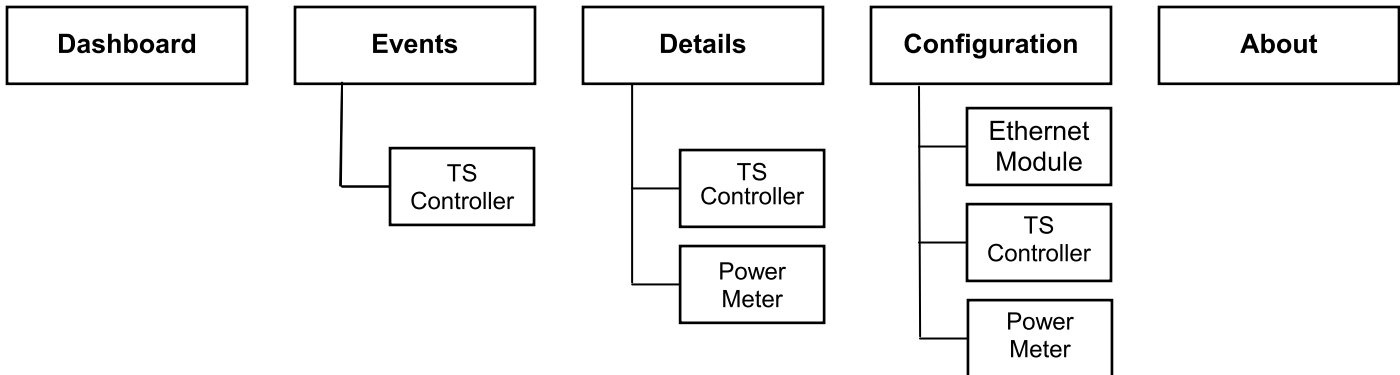 Dashboard
Events
Details
Configuration
About
TS
Controller
TS
Controller
Power
Meter
Ethernet
Module
TS
Controller
Power
Meter